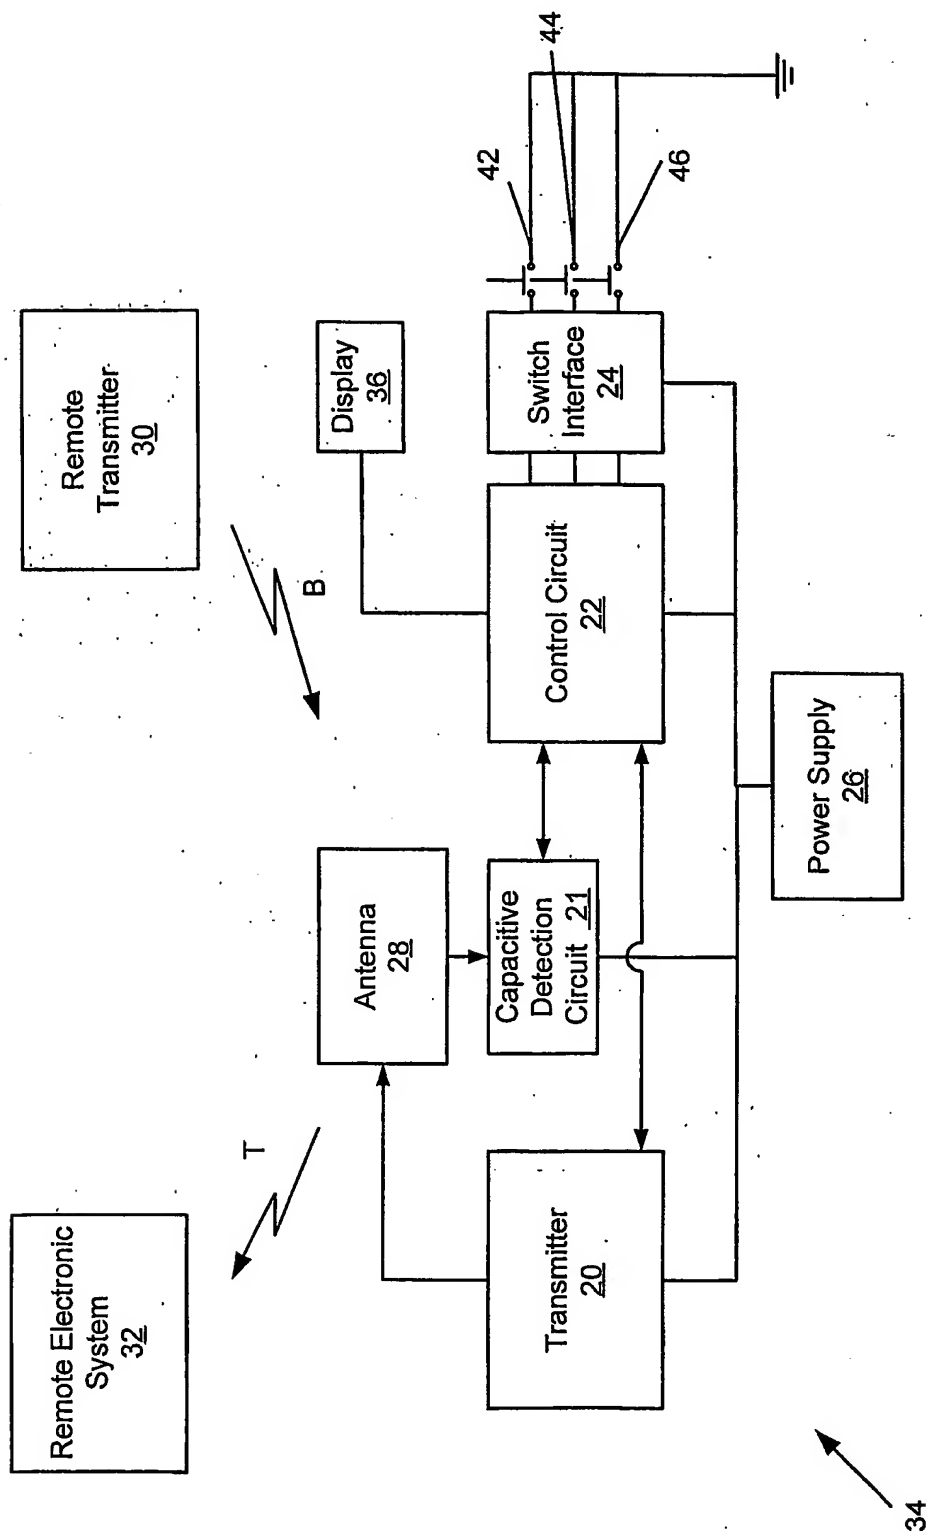 Remote Electronic
System
32
Remote
Transmitter
30
T
B
Antenna
28
Display
36
Transmitter
20
Capacitive
Detection
Circuit 21
Control Circuit
22
Switch
Interface
24
42
44
46
Power Supply
26
34